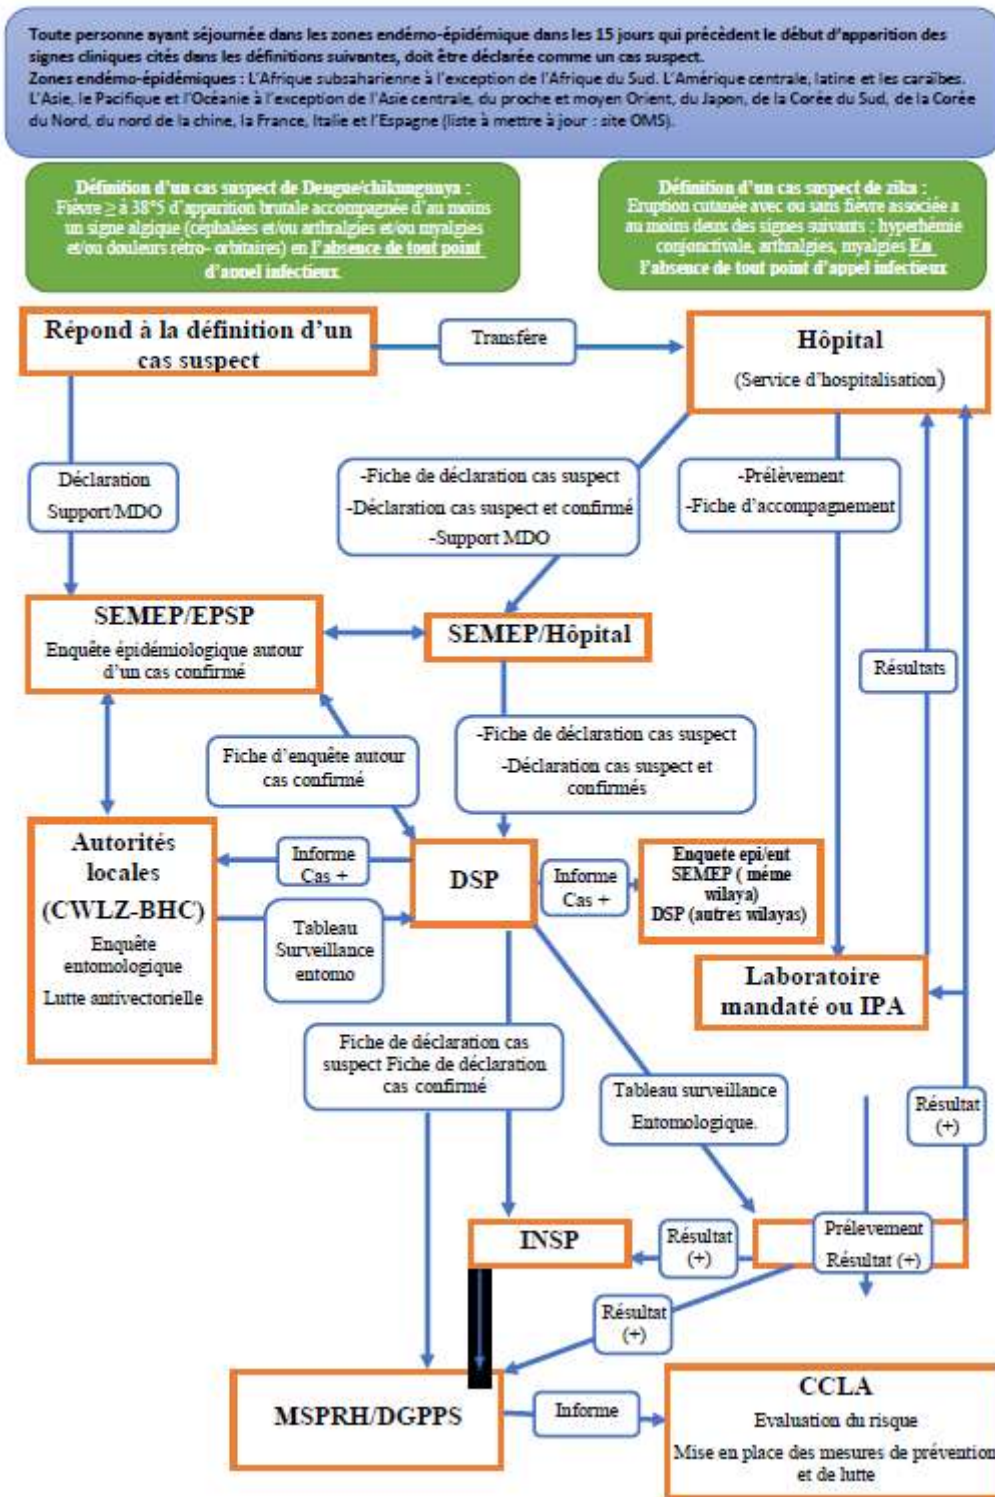 Toute personne ayant séjournée dans les zones endémo-épidémique dans les 15 jours qui précèdent le début d'apparition des
signes cliniques cités dans les définitions suivantes, doit être déclarée comme un cas suspect.
Zones endémo-épidémiques : L'Afrique subsaharienne à l'exception de l'Afrique du Sud. L'Amérique centrale, latine et les caraïbes.
L'Asie, le Pacifique et l'Océanie à l'exception de l'Asie centrale, du proche et moyen Orient, du Japon, de la Corée du Sud, de la Corée
du Nord, du nord de la chine, la France, Italie et l'Espagne (liste à mettre à jour : site OMS).
Définition d'un cas suspect de Dengue/chikungunya :
Fièvre ≥ à 38°5 d'apparition brutale accompagnée d'au moins
un signe algique (céphalées et/ou arthralgies et/ou myalgies
et/ou douleurs rétro- orbitaires) en l'absence de tout point
d'appel infectieux
Définition d'un cas suspect de zika :
Eruption cutanée avec ou sans fièvre associée a
au moins deux des signes suivants : hyperhémie
conjonctivale, arthralgies, myalgies En
l'absence de tout point d'appel infectieux
Répond à la définition d'un
cas suspect
Transfère
Hôpital
(Service d'hospitalisation)
Déclaration
Support/MDO
-Fiche de déclaration cas suspect
-Déclaration cas suspect et confirmé
-Support MDO
-Prélèvement
-Fiche d'accompagnement
SEMEP/EPSP
Enquête épidémiologique autour
d'un cas confirmé
SEMEP/Hôpital
Résultats
Fiche d'enquête autour
cas confirmé
-Fiche de déclaration cas suspect
-Déclaration cas suspect et
confirmés
Autorités
locales
(CWLZ-BHC)
Enquête
entomologique
Lutte antivectorielle
Informe
Cas +
DSP
Informe
Cas +
Enquete epi/ent
SEMEP ( méme
wilaya)
DSP (autres wilayas)
Tableau
Surveillance
entomo
Laboratoire
mandaté ou IPA
Fiche de déclaration cas
suspect Fiche de déclaration
cas confirmé
Tableau surveillance
Entomologique.
Résultat
(+)
INSP
Résultat
(+)
Prélevement
Résultat (+)
Résultat
(+)
MSPRH/DGPPS
Informe
CCLA
Evaluation du risque
Mise en place des mesures de prévention
et de lutte